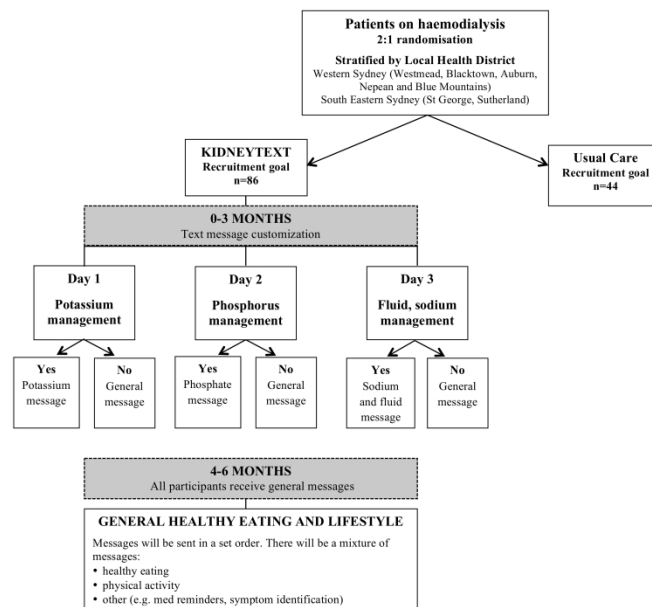 Patients on haemodialysis
2:1 randomisation
Stratified by Local Health District
Western Sydney (Westmead, Blacktown, Auburn,
Nepean and Blue Mountains)
South Eastern Sydney (St George, Sutherland)
KIDNEYTEXT
Recruitment goal
n=86
Usual Care
Recruitment goal
n=44
0-3 MONTHS
Text message customization
Day 1
Potassium
management
Day 2
Phosphorus
management
Day 3
Fluid, sodium
management
Yes
Potassium
message
No
General
message
Yes
Phosphate
message
No
General
message
Yes
Sodium
and fluid
message
No
General
message
4-6 MONTHS
All participants receive general messages
GENERAL HEALTHY EATING AND LIFESTYLE
Messages will be sent in a set order. There will be a mixture of
messages:
• healthy eating
• physical activity
• other (e.g. med reminders, symptom identification)